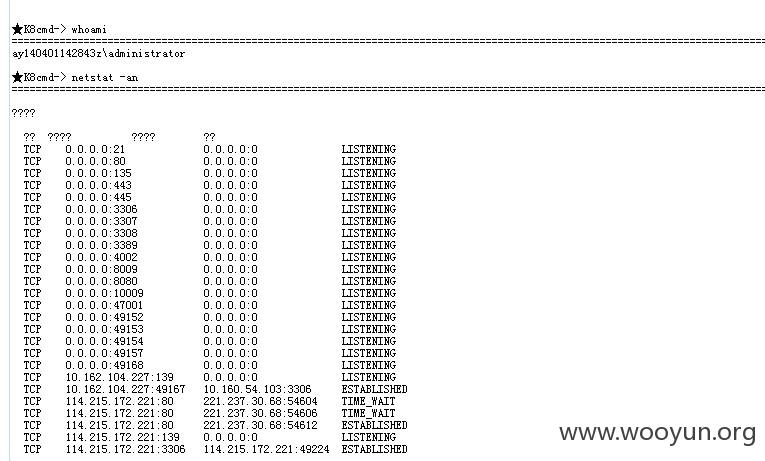 ★K8cmd-> whoami
================================================================================
ay140401142843z\administrator
★K8cmd-> netstat -an
================================================================================
????
?? ???? ???? ??
TCP 0.0.0.0:21 0.0.0.0:0 LISTENING
TCP 0.0.0.0:80 0.0.0.0:0 LISTENING
TCP 0.0.0.0:135 0.0.0.0:0 LISTENING
TCP 0.0.0.0:443 0.0.0.0:0 LISTENING
TCP 0.0.0.0:445 0.0.0.0:0 LISTENING
TCP 0.0.0.0:3306 0.0.0.0:0 LISTENING
TCP 0.0.0.0:3307 0.0.0.0:0 LISTENING
TCP 0.0.0.0:3308 0.0.0.0:0 LISTENING
TCP 0.0.0.0:3389 0.0.0.0:0 LISTENING
TCP 0.0.0.0:4002 0.0.0.0:0 LISTENING
TCP 0.0.0.0:8009 0.0.0.0:0 LISTENING
TCP 0.0.0.0:8080 0.0.0.0:0 LISTENING
TCP 0.0.0.0:10009 0.0.0.0:0 LISTENING
TCP 0.0.0.0:47001 0.0.0.0:0 LISTENING
TCP 0.0.0.0:49152 0.0.0.0:0 LISTENING
TCP 0.0.0.0:49153 0.0.0.0:0 LISTENING
TCP 0.0.0.0:49154 0.0.0.0:0 LISTENING
TCP 0.0.0.0:49157 0.0.0.0:0 LISTENING
TCP 0.0.0.0:49168 0.0.0.0:0 LISTENING
TCP 10.162.104.227:139 0.0.0.0:0 LISTENING
TCP 10.162.104.227:49167 10.160.54.103:3306 ESTABLISHED
TCP 114.215.172.221:80 221.237.30.68:54604 TIME_WAIT
TCP 114.215.172.221:80 221.237.30.68:54606 TIME_WAIT
TCP 114.215.172.221:80 221.237.30.68:54612 ESTABLISHED
TCP 114.215.172.221:139 0.0.0.0:0 LISTENING
TCP 114.215.172.221:3306 114.215.172.221:49224 ESTABLISHED
www.wooyun.org